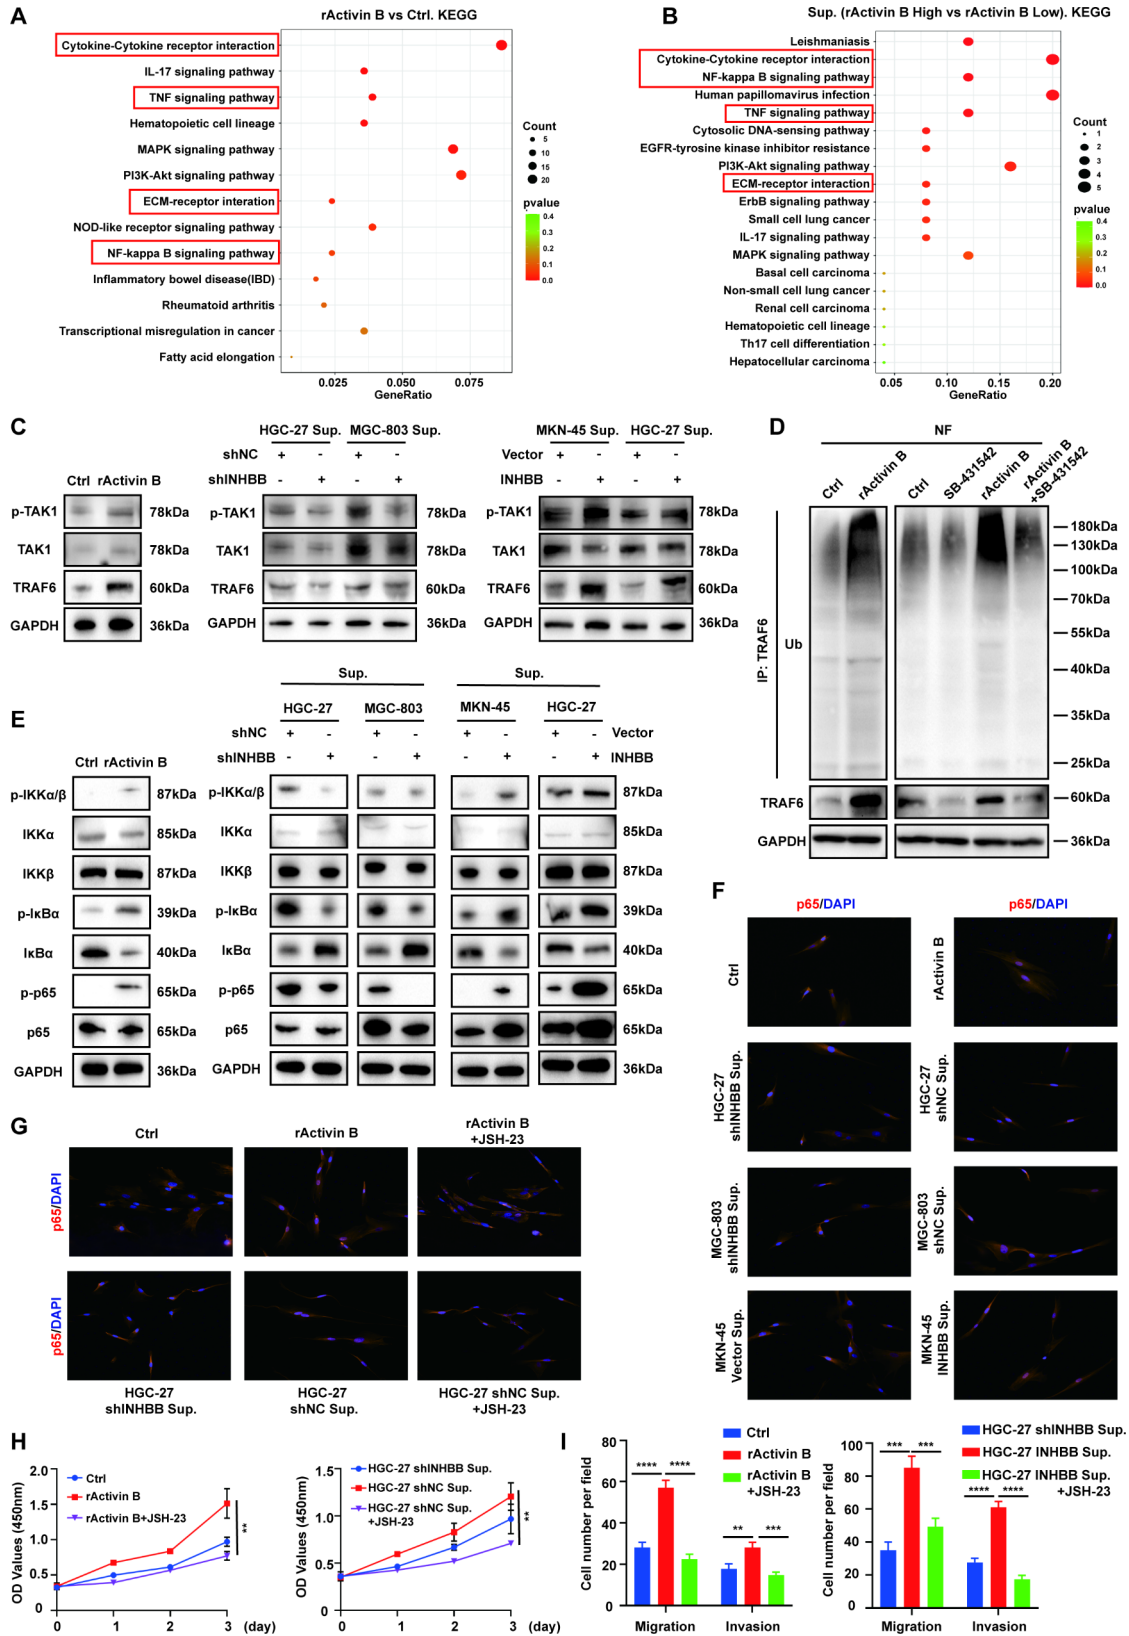 A
rActivin B vs Ctrl. KEGG
Cytokine-Cytokine receptor interaction
IL-17 signaling pathway
TNF signaling pathway
Hematopoietic cell lineage
MAPK signaling pathway
PI3K-Akt signaling pathway
ECM-receptor interation
NOD-like receptor signaling pathway
NF-kappa B signaling pathway
Inflammatory bowel disease(IBD)
Rheumatoid arthritis
Transcriptional misregulation in cancer
Fatty acid elongation
0.025 0.050 0.075
GeneRatio
Count
5
10
15
20
pvalue
0.4
0.3
0.2
0.1
0.0
B
Sup. (rActivin B High vs rActivin B Low). KEGG
Leishmaniasis
Cytokine-Cytokine receptor interaction
NF-kappa B signaling pathway
Human papillomavirus infection
TNF signaling pathway
Cytosolic DNA-sensing pathway
EGFR-tyrosine kinase inhibitor resistance
PI3K-Akt signaling pathway
ECM-receptor interaction
ErbB signaling pathway
Small cell lung cancer
IL-17 signaling pathway
MAPK signaling pathway
Basal cell carcinoma
Non-small cell lung cancer
Renal cell carcinoma
Hematopoietic cell lineage
Th17 cell differentiation
Hepatocellular carcinoma
0.05 0.10 0.15 0.20
GeneRatio
Count
1
2
3
4
5
pvalue
0.4
0.3
0.2
0.1
0.0
C
HGC-27 Sup. MGC-803 Sup.
shNC + - + -
Ctrl rActivin B
shINHBB - + - +
MKN-45 Sup. HGC-27 Sup.
Vector + - + -
INHBB - + - +
p-TAK1 78kDa p-TAK1 78kDa p-TAK1 78kDa
TAK1 78kDa TAK1 78kDa TAK1 78kDa
TRAF6 60kDa TRAF6 60kDa TRAF6 60kDa
GAPDH 36kDa GAPDH 36kDa GAPDH 36kDa
D
NF
Ctrl rActivin B Ctrl SB-431542 rActivin B rActivin B +SB-431542
IP: TRAF6
Ub
180kDa
130kDa
100kDa
70kDa
55kDa
40kDa
35kDa
25kDa
TRAF6 60kDa
GAPDH 36kDa
E
Sup. Sup.
HGC-27 MGC-803 MKN-45 HGC-27
shNC + - + - + - + - Vector
Ctrl rActivin B
shINHBB - + - + - + - + INHBB
p-IKKα/β 87kDa p-IKKα/β 87kDa
IKKα 85kDa IKKα 85kDa
IKKβ 87kDa IKKβ 87kDa
p-IκBα 39kDa p-IκBα 39kDa
IκBα 40kDa IκBα 40kDa
p-p65 65kDa p-p65 65kDa
p65 65kDa p65 65kDa
GAPDH 36kDa GAPDH 36kDa
F
p65/DAPI p65/DAPI
Ctrl
rActivin B
HGC-27
shINHBB Sup.
HGC-27
shNC Sup.
MGC-803
shINHBB Sup.
MGC-803
shNC Sup.
MKN-45
Vector Sup.
MKN-45
INHBB Sup.
G
Ctrl
rActivin B
rActivin B
+JSH-23
p65/DAPI
p65/DAPI
HGC-27
shINHBB Sup.
HGC-27
shNC Sup.
HGC-27 shNC Sup.
+JSH-23
H
OD Values (450nm)
2.0
1.5
1.0
0.5
0
Ctrl
rActivin B
rActivin B+JSH-23
**
0 1 2 3 (day)
OD Values (450nm)
1.5
1.0
0.5
0.0
HGC-27 shINHBB Sup.
HGC-27 shNC Sup.
HGC-27 shNC Sup.
+JSH-23
**
0 1 2 3 (day)
I
Cell number per field
80
60
40
20
0
Ctrl
rActivin B
rActivin B
+JSH-23
**** ****
** ***
Migration Invasion
Cell number per field
100
80
60
40
20
0
HGC-27 shINHBB Sup.
HGC-27 INHBB Sup.
HGC-27 INHBB Sup.
+JSH-23
*** ***
**** ****
Migration Invasion